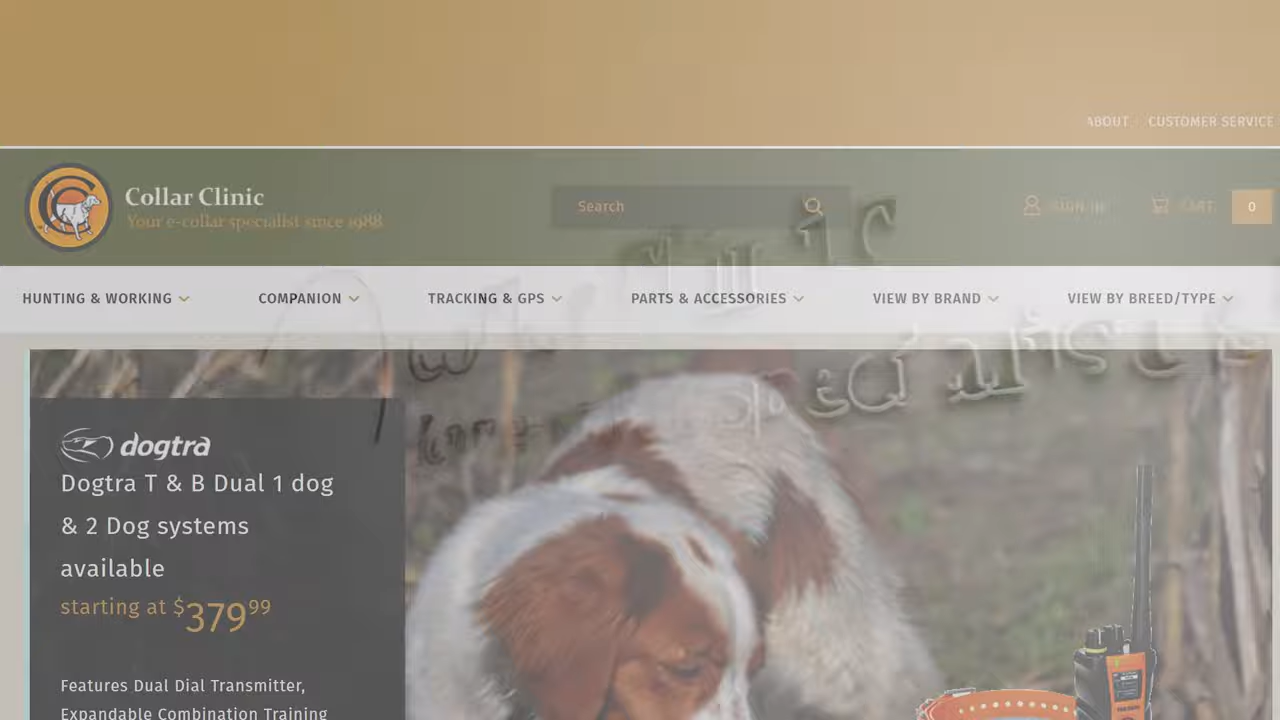 ABOUT CUSTOMER SERVICE
Collar Clinic
Your e-collar specialist since 1988
Search
SIGN IN CART 0
HUNTING & WORKING COMPANION TRACKING & GPS PARTS & ACCESSORIES VIEW BY BRAND VIEW BY BREED/TYPE
dogtra
Dogtra T & B Dual 1 dog
& 2 Dog systems
available
starting at $379.99
Features Dual Dial Transmitter,
Expandable Combination Training